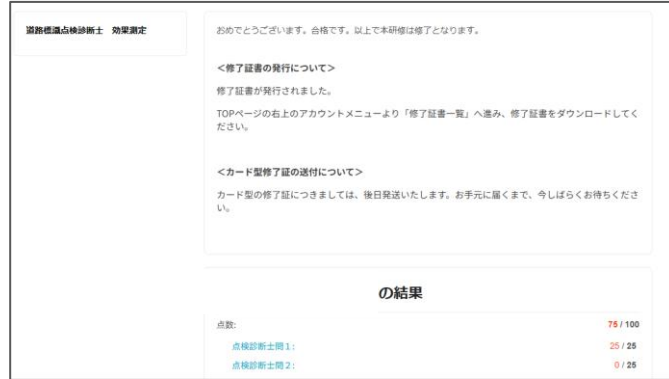 道路標識点検診断士 効果測定
おめでとうございます。合格です。以上で本研修は修了となります。
＜修了証書の発行について＞
修了証書が発行されました。
TOPページの右上のアカウントメニューより「修了証書一覧」へ進み、修了証書をダウンロードしてく
ださい。
＜カード型修了証の送付について＞
カード型の修了証につきましては、後日発送いたします。お手元に届くまで、今しばらくお待ちくださ
い。
の結果
点数: 75 / 100
点検診断士問１: 25 / 25
点検診断士問２: 0 / 25